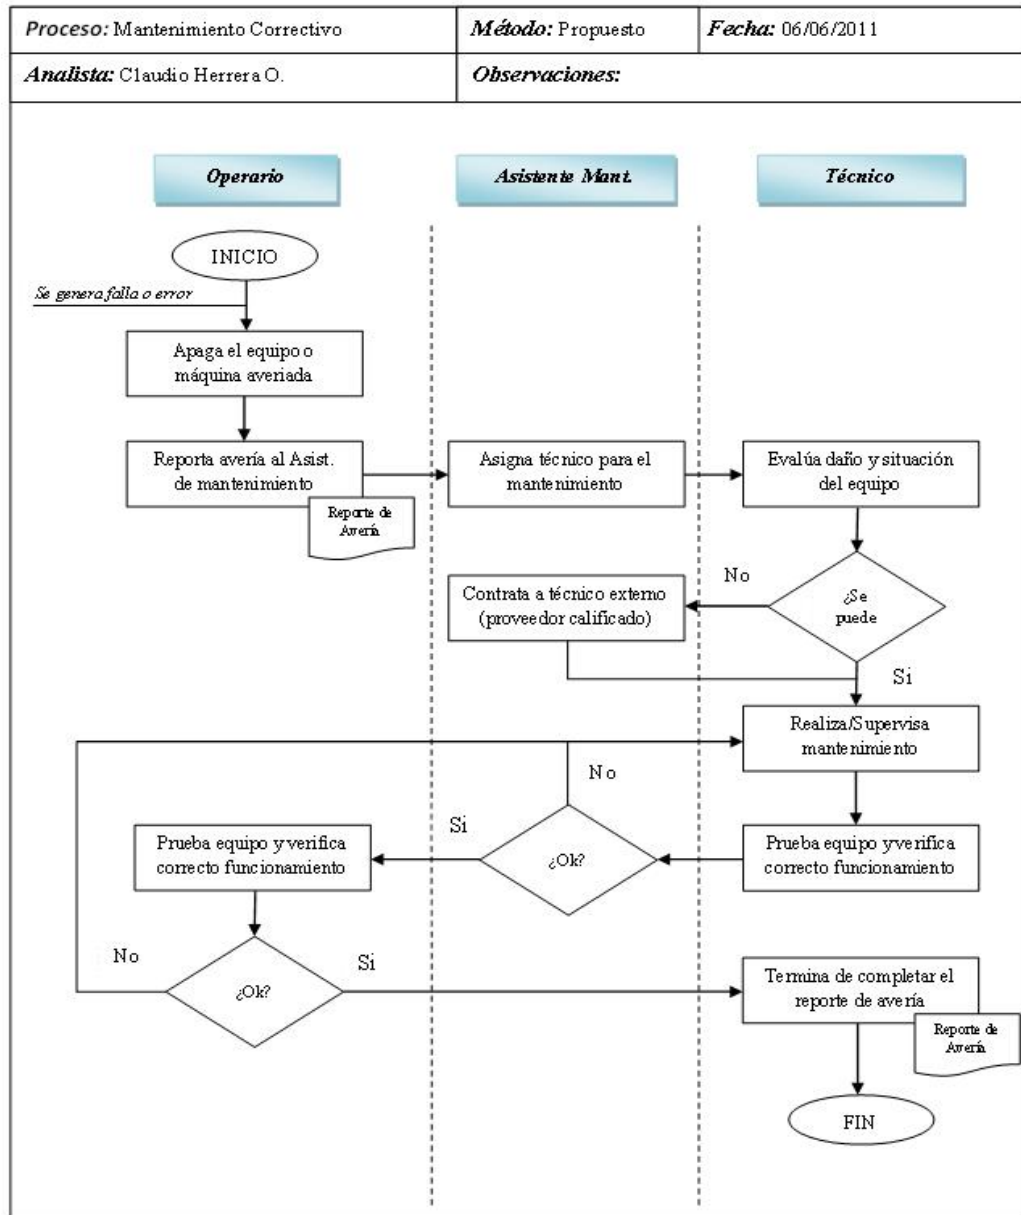 Proceso: Mantenimiento Correctivo
Método: Propuesto
Fecha: 06/06/2011
Analista: Claudio Herrera O.
Observaciones:
Operario
Asistente Mant.
Técnico
INICIO
Se genera falla o error
Apaga el equipo o
máquina averiada
Reporta avería al Asist.
de mantenimiento
Reporte de
Avería
Asigna técnico para el
mantenimiento
Evalúa daño y situación
del equipo
No
¿Se
puede
Contrata a técnico externo
(proveedor calificado)
Si
Realiza/Supervisa
mantenimiento
No
Si
¿Ok?
Prueba equipo y verifica
correcto funcionamiento
Prueba equipo y verifica
correcto funcionamiento
No
Si
¿Ok?
Termina de completar el
reporte de avería
Reporte de
Avería
FIN